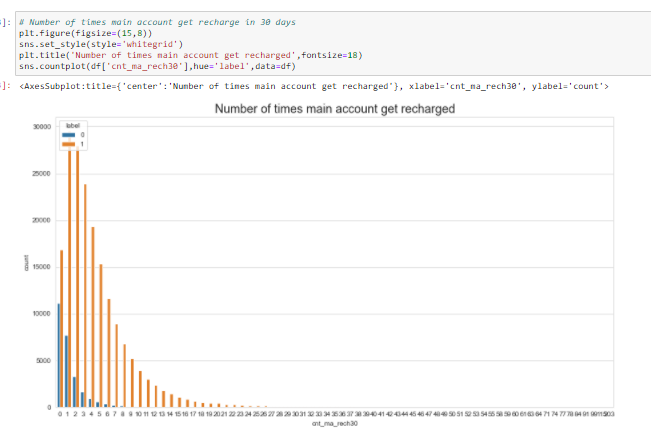 ]: # Number of times main account get recharge in 30 days
plt.figure(figsize=(15,8))
sns.set_style(style='whitegrid')
plt.title('Number of times main account get recharged',fontsize=18)
sns.countplot(df['cnt_ma_rech30'],hue='label',data=df)
]: <AxesSubplot:title={'center':'Number of times main account get recharged'}, xlabel='cnt_ma_rech30', ylabel='count'>
Number of times main account get recharged
label
0
1
30000
25000
20000
15000
10000
5000
0
count
0 1 2 3 4 5 6 7 8 9 10 11 12 13 14 15 16 17 18 19 20 21 22 23 24 25 26 27 28 29 30 31 32 33 34 35 36 37 38 39 40 41 42 43 44 45 46 47 48 49 50 51 52 53 54 55 58 59 60 61 63 64 71 74 77 78 84 91 99
cnt_ma_rech30